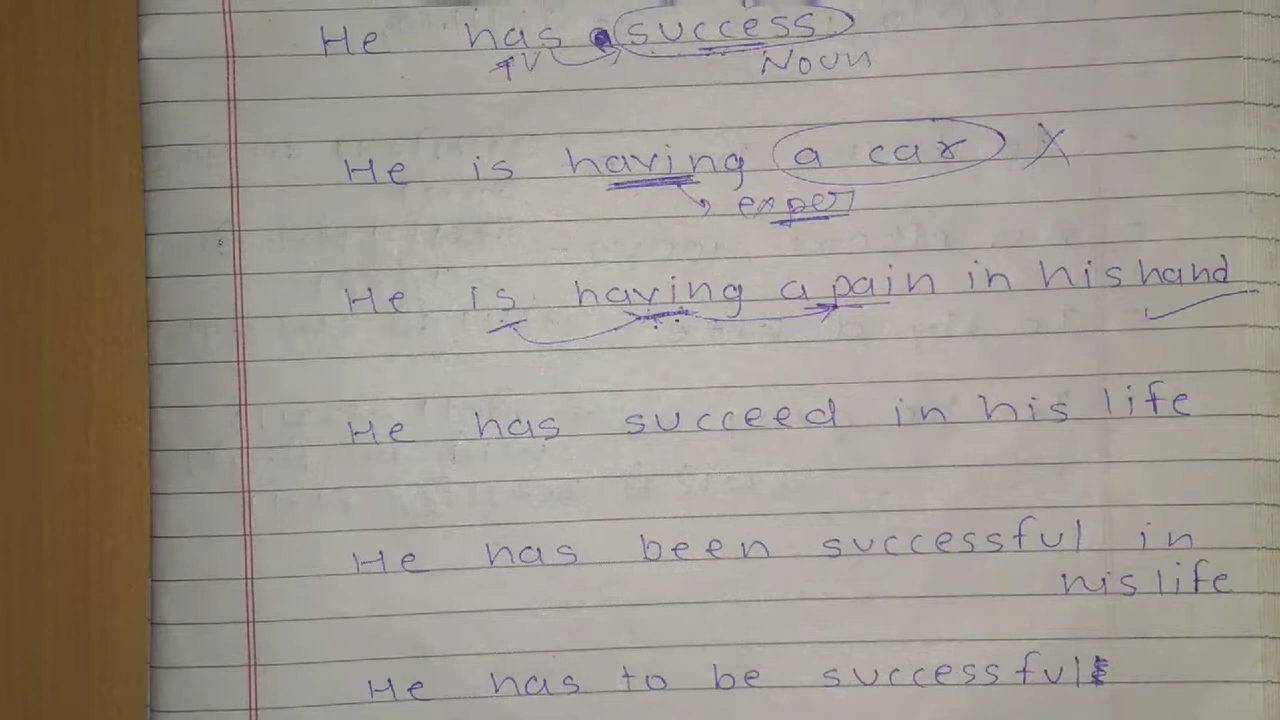 He has success
TV Noun
He is having a car X
exper
He is having a pain in his hand
He has succeed in his life
He has been successful in
his life
He has to be successful